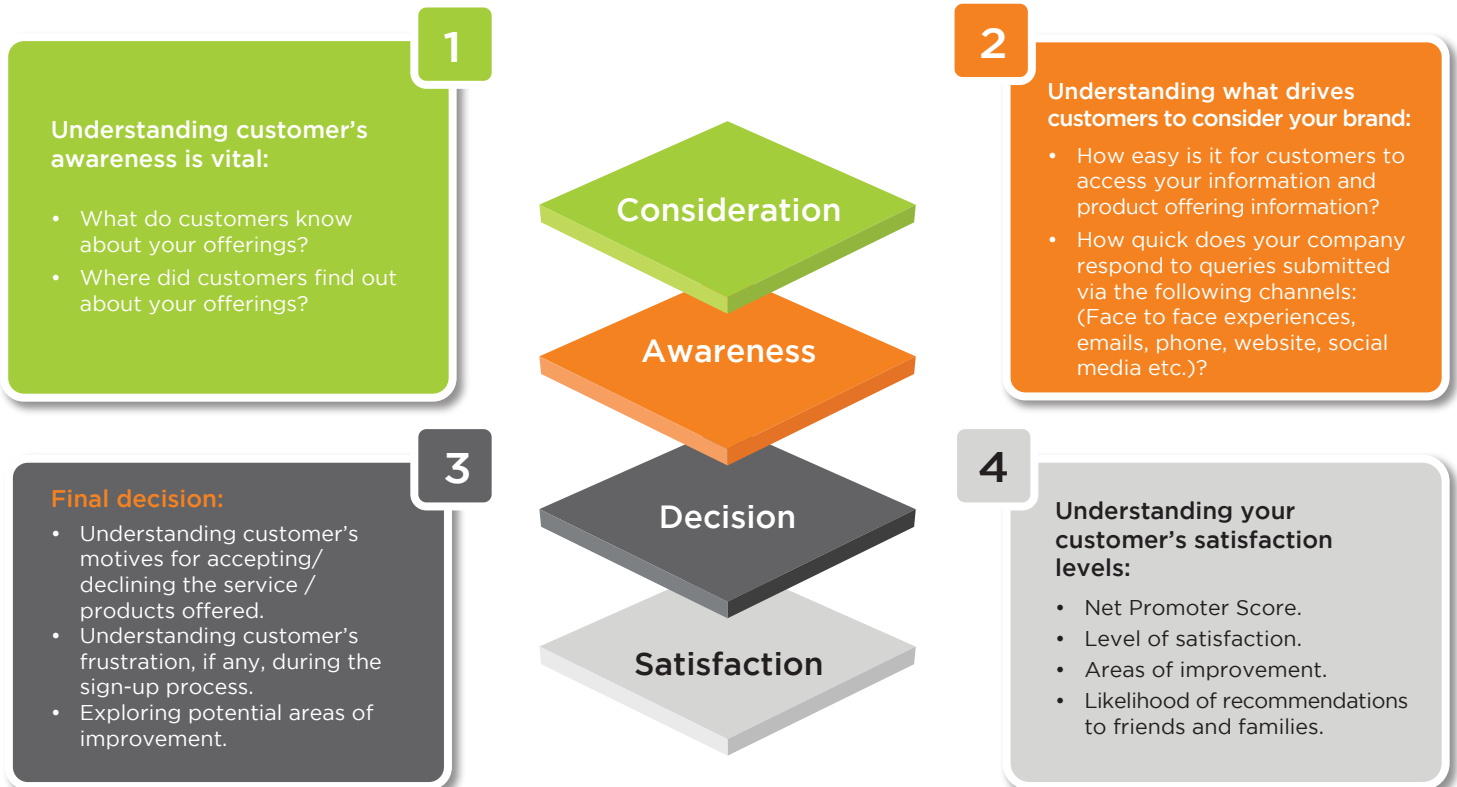 1
Understanding customer’s
awareness is vital:
• What do customers know
about your offerings?
• Where did customers find out
about your offerings?
2
Understanding what drives
customers to consider your brand:
• How easy is it for customers to
access your information and
product offering information?
• How quick does your company
respond to queries submitted
via the following channels:
(Face to face experiences,
emails, phone, website, social
media etc.)?
Consideration
Awareness
Decision
Satisfaction
3
Final decision:
• Understanding customer’s
motives for accepting/
declining the service /
products offered.
• Understanding customer’s
frustration, if any, during the
sign-up process.
• Exploring potential areas of
improvement.
4
Understanding your
customer’s satisfaction
levels:
• Net Promoter Score.
• Level of satisfaction.
• Areas of improvement.
• Likelihood of recommendations
to friends and families.